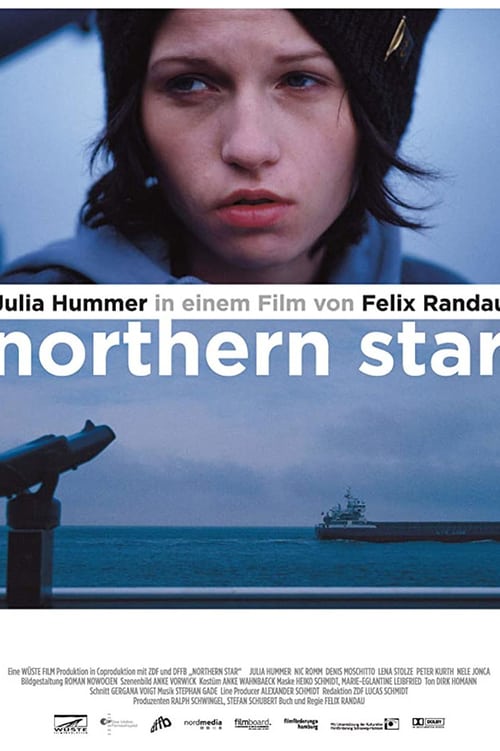 Julia Hummer in einem Film von Felix Randau
northern star
Eine WÜSTE FILM Produktion in Coproduktion mit ZDF und DFFB „NORTHERN STAR“ JULIA HUMMER NIC ROMM DENIS MOSCHITTO LENA STOLZE PETER KURTH NELE JONCA
Bildgestaltung ROMAN NOWOCIEN Szenenbild ANKE VORWICK Kostüm ANKE WAHNBAECK Maske HEIKO SCHMIDT, MARIE-EGLANTINE LEIBFRIED Ton DIRK HOMANN
Schnitt GERGANA VOIGT Musik STEPHAN GADE Line Producer ALEXANDER SCHMIDT Redaktion ZDF LUCAS SCHMIDT
Produzenten RALPH SCHWINGEL, STEFAN SCHUBERT Buch und Regie FELIX RANDAU
WÜSTE dffb nordmedia filmboard. filmförderung hamburg DOLBY